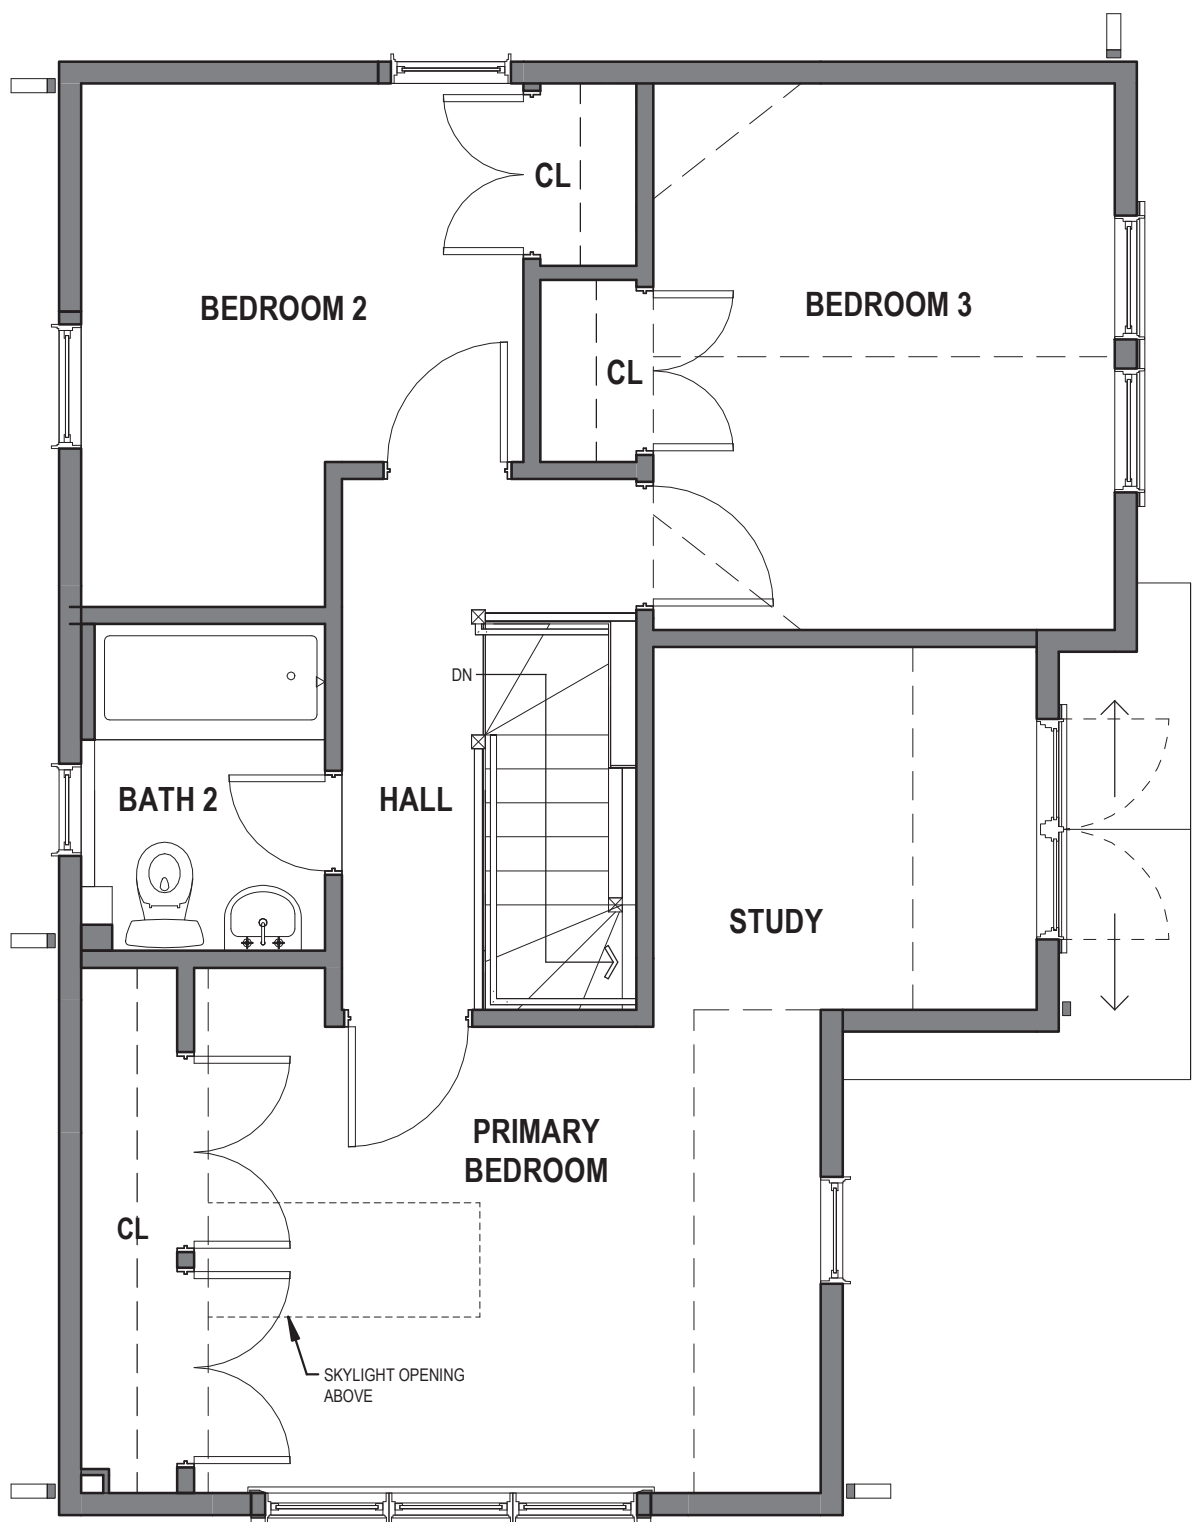 CL
BEDROOM 2
BEDROOM 3
CL
DN
BATH 2
HALL
STUDY
PRIMARY
BEDROOM
CL
SKYLIGHT OPENING
ABOVE